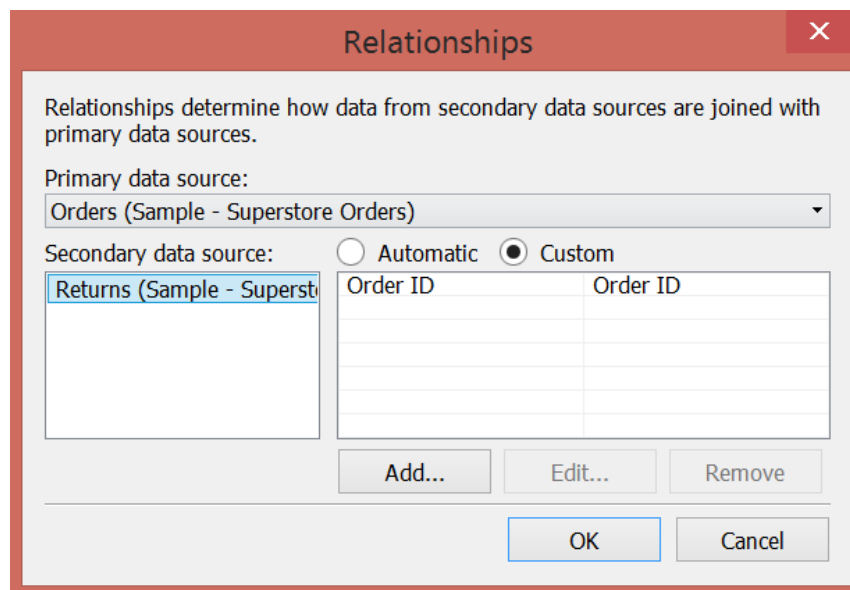 Relationships
Relationships determine how data from secondary data sources are joined with
primary data sources.
Primary data source:
Orders (Sample - Superstore Orders)
Secondary data source:
Automatic
Custom
Returns (Sample - Superst
Order ID
Order ID
Add...
Edit...
Remove
OK
Cancel